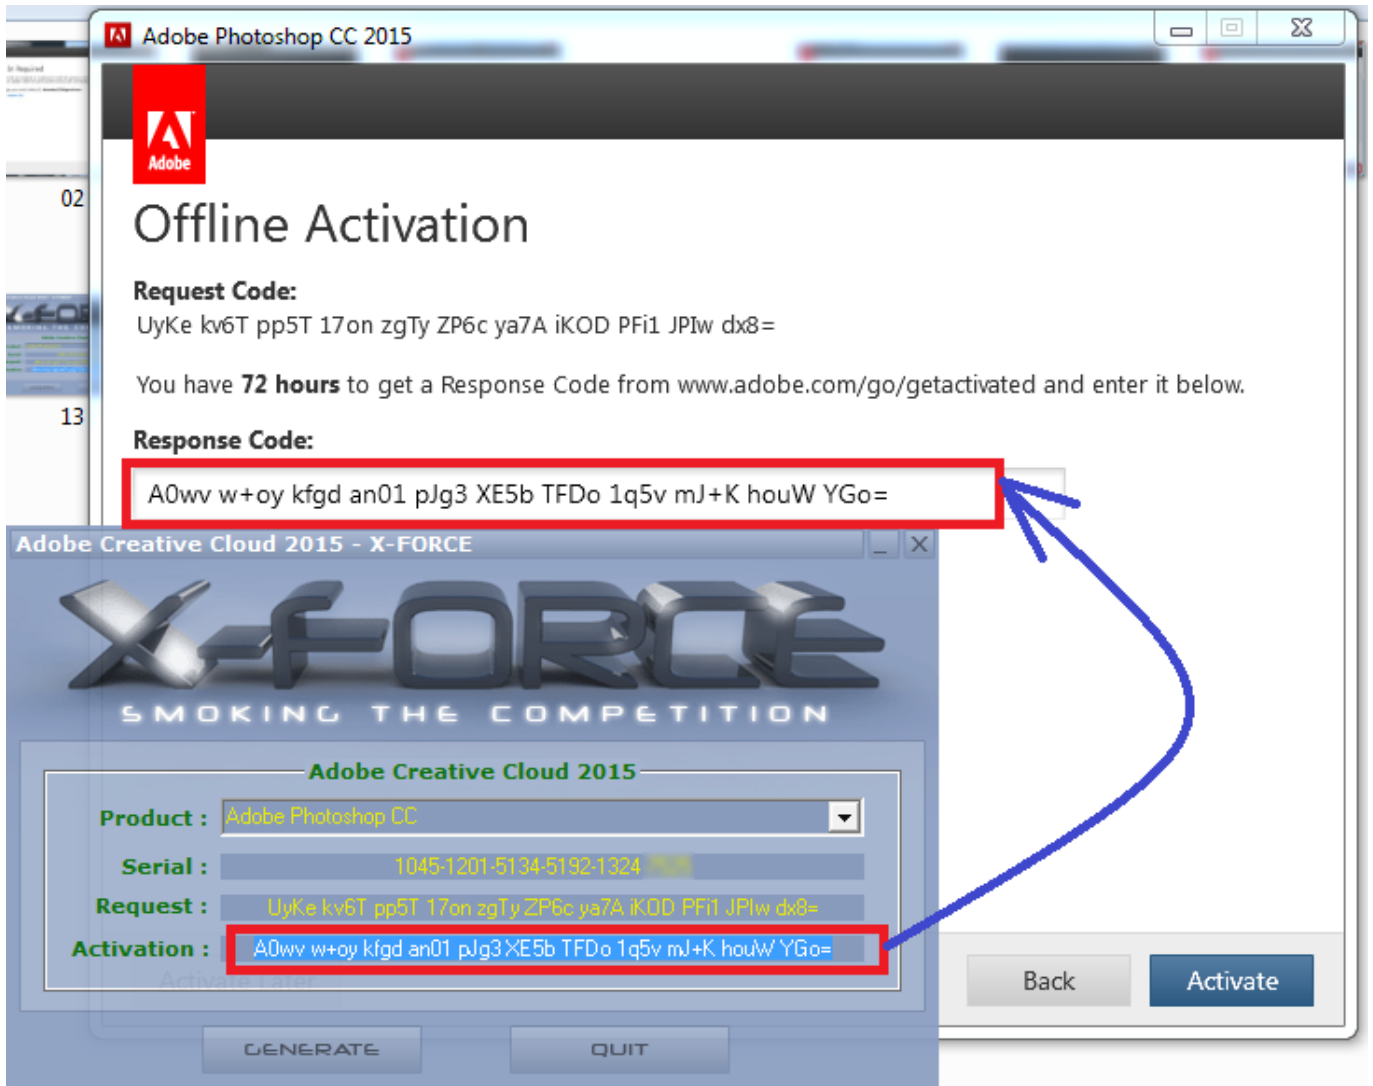 Adobe Photoshop CC 2015
Adobe
Offline Activation
Request Code:
UyKe kv6T pp5T 17on zgTy ZP6c ya7A iKOD PFi1 JPIw dx8=
02
You have 72 hours to get a Response Code from www.adobe.com/go/getactivated and enter it below.
13
Response Code:
A0wv w+oy kfgd an01 pJg3 XE5b TFDo 1q5v mJ+K houW YGo=
Adobe Creative Cloud 2015 - X-FORCE
X-FORCE
SMOKING THE COMPETITION
Adobe Creative Cloud 2015
Product : Adobe Photoshop CC
Serial : 1045-1201-5134-5192-1324
Request : UyKe kv6T pp5T 17on zgTy ZP6c ya7A iKOD PFi1 JPIw dx8=
Activation : A0wv w+oy kfgd an01 pJg3 XE5b TFDo 1q5v mJ+K houW YGo=
Activate Later
Back
Activate
GENERATE
QUIT